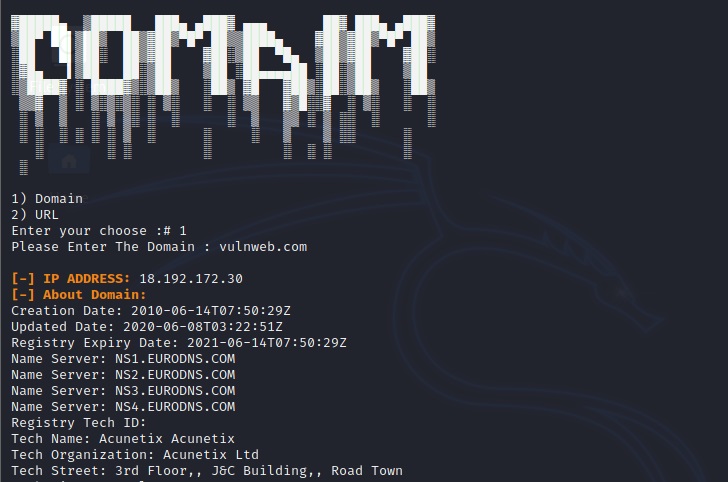 1) Domain
2) URL
Enter your choose :# 1
Please Enter The Domain : vulnweb.com
[-] IP ADDRESS: 18.192.172.30
[-] About Domain:
Creation Date: 2010-06-14T07:50:29Z
Updated Date: 2020-06-08T03:22:51Z
Registry Expiry Date: 2021-06-14T07:50:29Z
Name Server: NS1.EURODNS.COM
Name Server: NS2.EURODNS.COM
Name Server: NS3.EURODNS.COM
Name Server: NS4.EURODNS.COM
Registry Tech ID:
Tech Name: Acunetix Acunetix
Tech Organization: Acunetix Ltd
Tech Street: 3rd Floor,, J&C Building,, Road Town